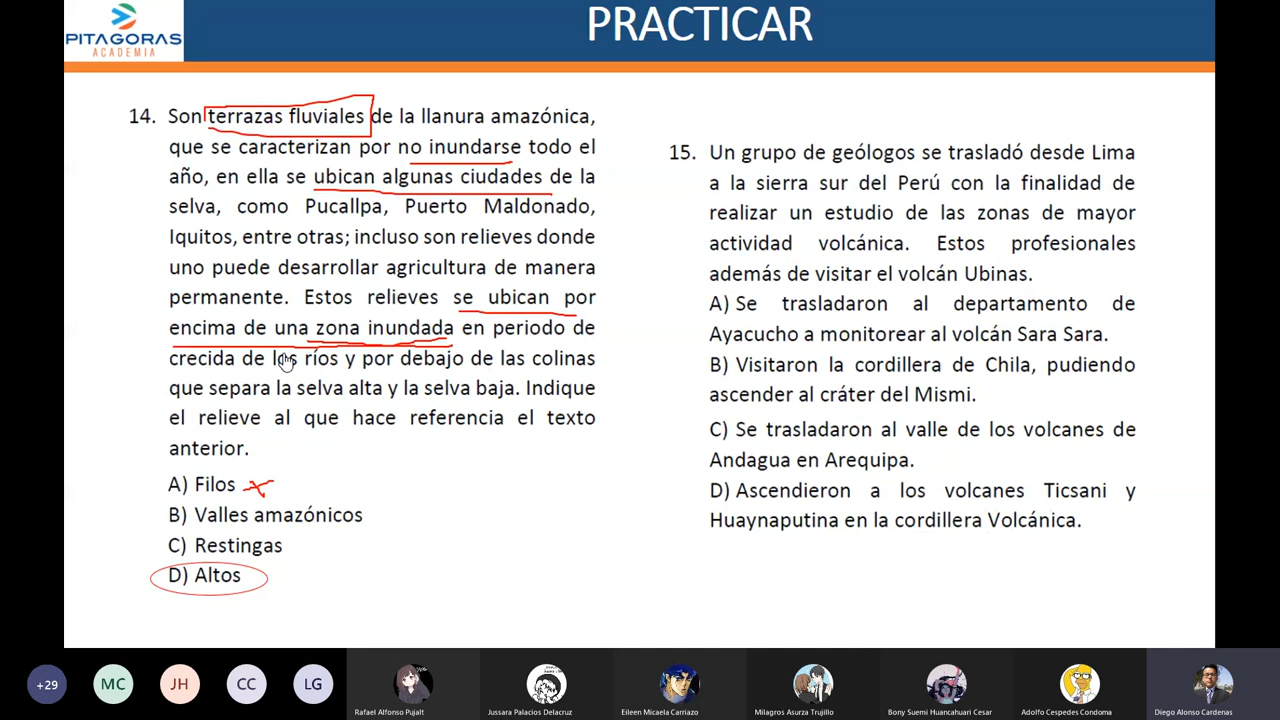 PITAGORAS
ACADEMIA
PRACTICAR
14. Son terrazas fluviales de la llanura amazónica,
que se caracterizan por no inundarse todo el
año, en ella se ubican algunas ciudades de la
selva, como Pucallpa, Puerto Maldonado,
Iquitos, entre otras; incluso son relieves donde
uno puede desarrollar agricultura de manera
permanente. Estos relieves se ubican por
encima de una zona inundada en periodo de
crecida de los ríos y por debajo de las colinas
que separa la selva alta y la selva baja. Indique
el relieve al que hace referencia el texto
anterior.
A) Filos
B) Valles amazónicos
C) Restingas
D) Altos
15. Un grupo de geólogos se trasladó desde Lima
a la sierra sur del Perú con la finalidad de
realizar un estudio de las zonas de mayor
actividad volcánica. Estos profesionales
además de visitar el volcán Ubinas.
A) Se trasladaron al departamento de
Ayacucho a monitorear al volcán Sara Sara.
B) Visitaron la cordillera de Chila, pudiendo
ascender al cráter del Mismi.
C) Se trasladaron al valle de los volcanes de
Andagua en Arequipa.
D) Ascendieron a los volcanes Ticsani y
Huaynaputina en la cordillera Volcánica.
+29
MC
JH
CC
LG
Rafael Alfonso Pujalt
Jussara Palacios Delacruz
Eileen Micaela Carriazo
Milagros Asurza Trujillo
Bony Suemi Huancahuari Cesar
Adolfo Cespedes Condoma
Diego Alonso Cardenas